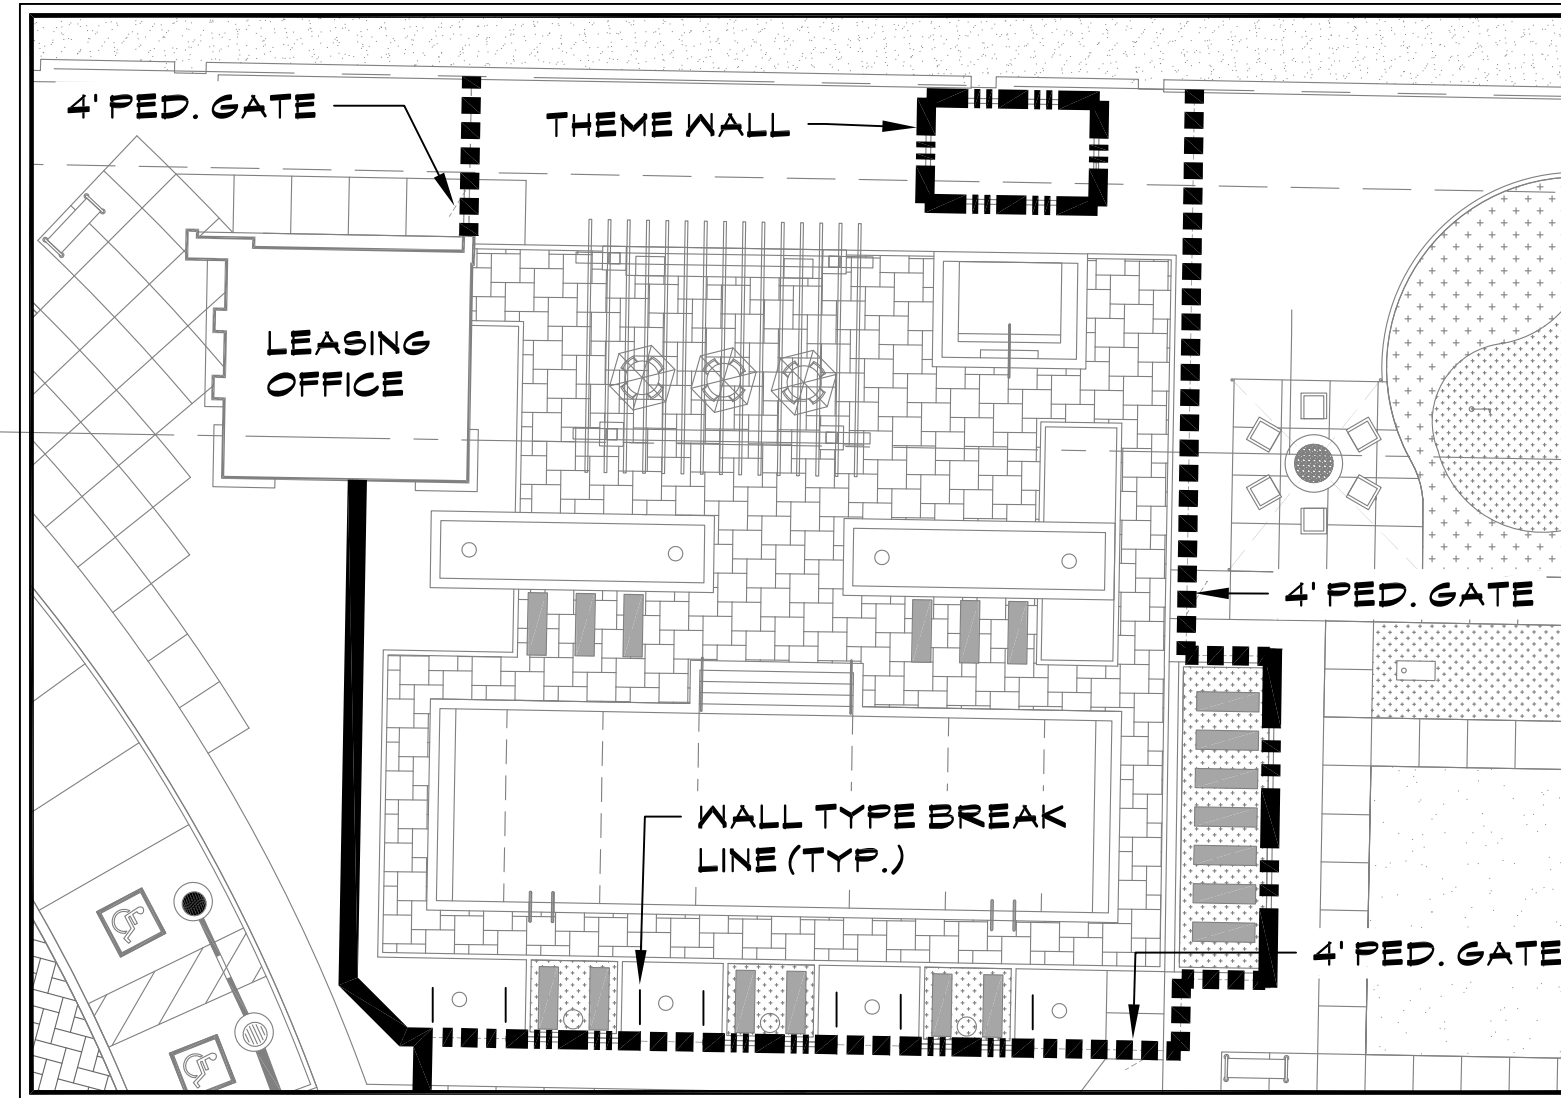 4' PED. GATE
THEME WALL
LEASING
OFFICE
4' PED. GATE
WALL TYPE BREAK
LINE (TYP.)
4' PED. GATE